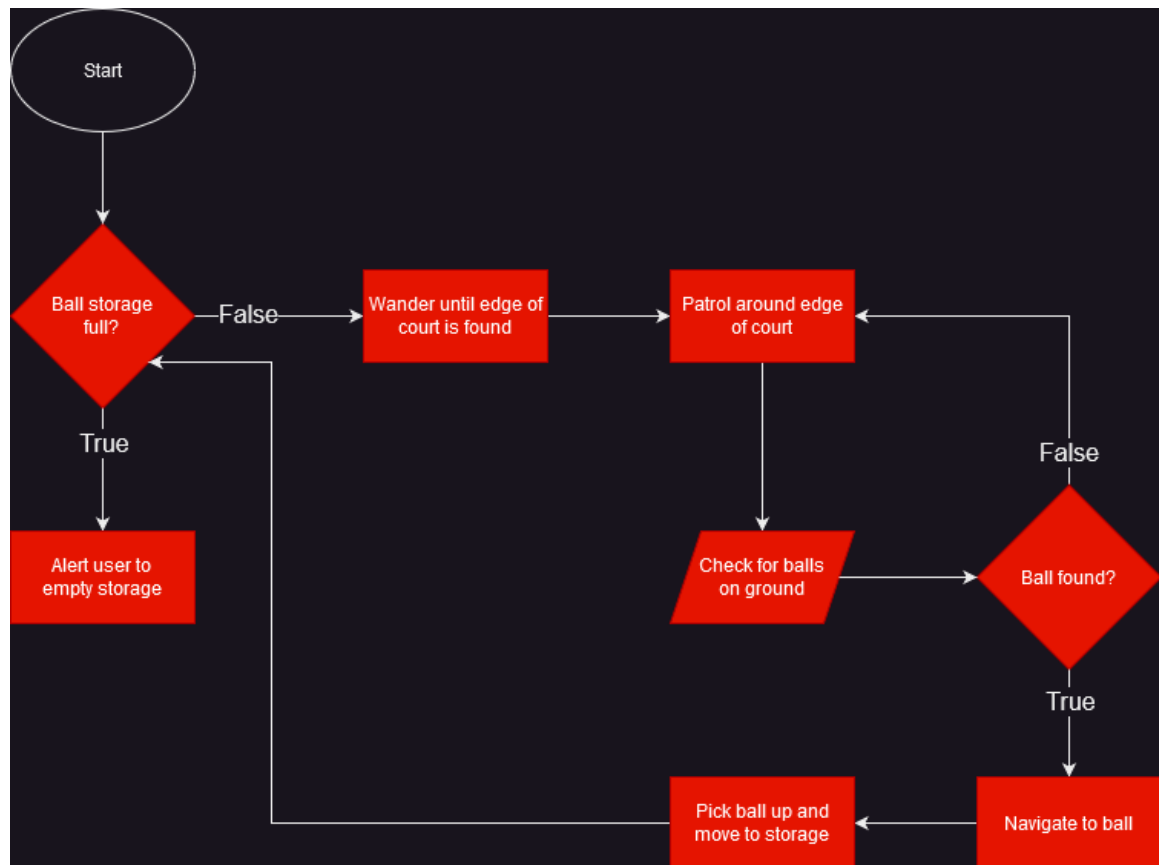 Start
Ball storage
full?
False
Wander until edge of
court is found
Patrol around edge
of court
True
False
Alert user to
empty storage
Check for balls
on ground
Ball found?
True
Pick ball up and
move to storage
Navigate to ball